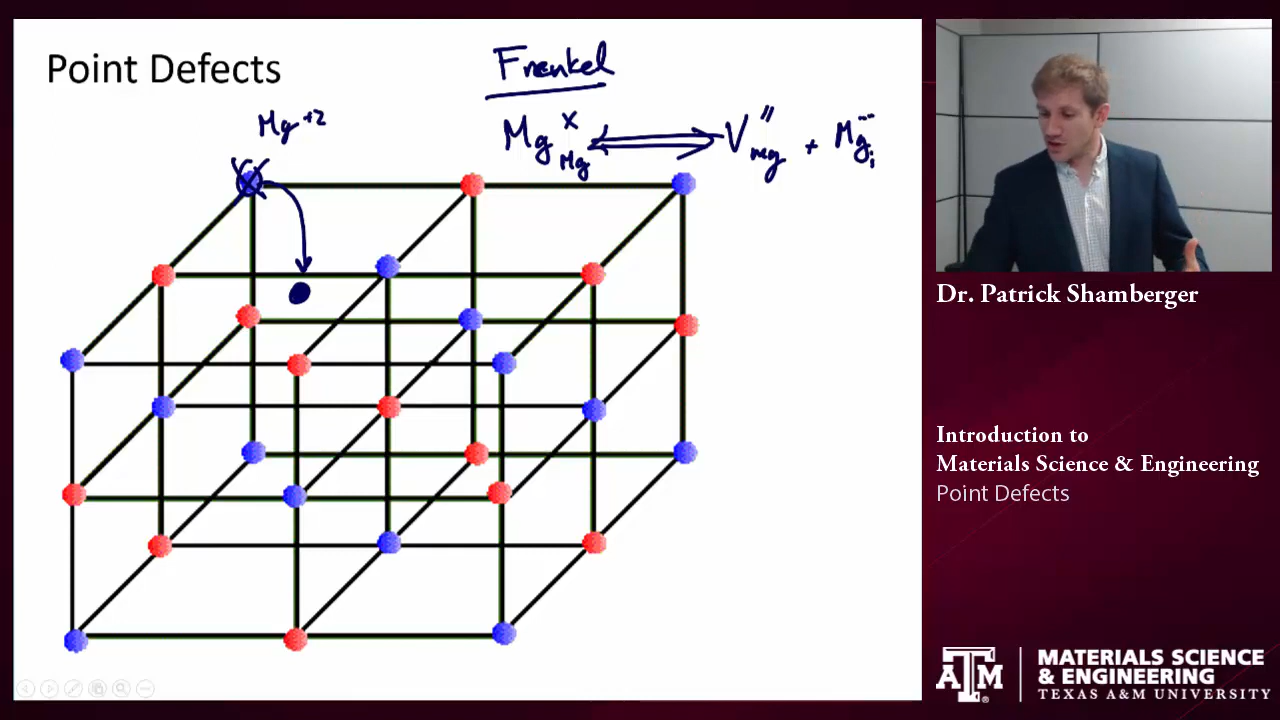 Point Defects
Frenkel
Mg +2
Mg x Mg ⇌ V '' mg + Mg ·· i
Dr. Patrick Shamberger
Introduction to
Materials Science & Engineering
Point Defects
ATM
MATERIALS SCIENCE
& ENGINEERING
TEXAS A&M UNIVERSITY